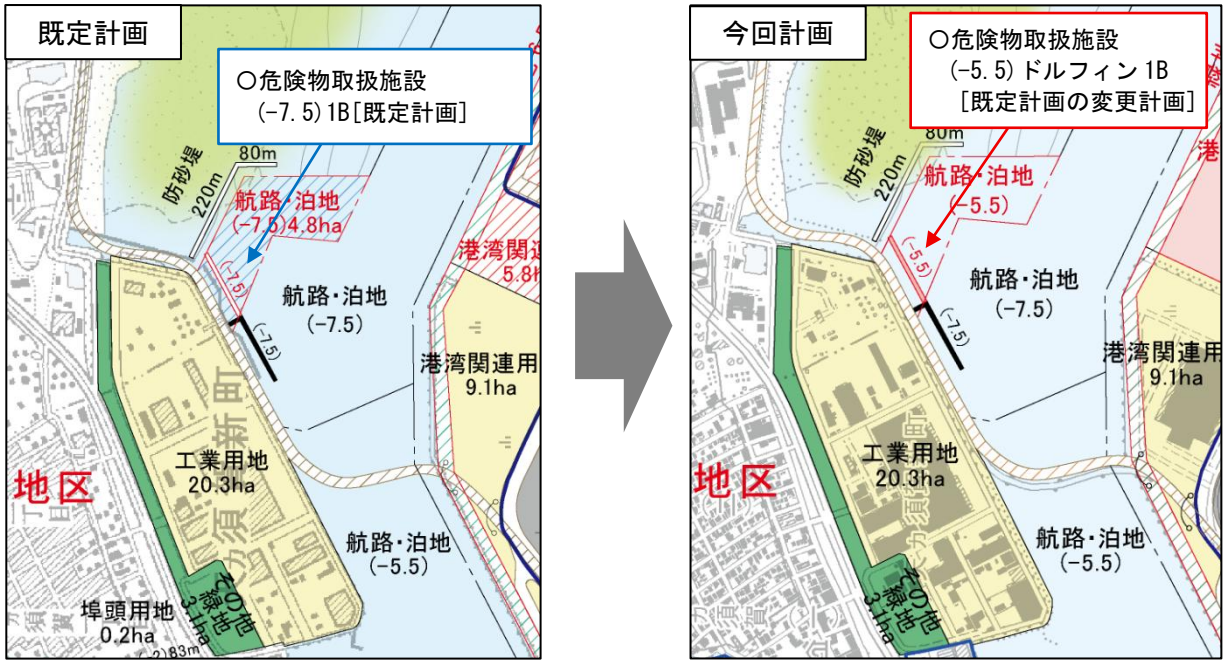 既定計画
○危険物取扱施設
(-7.5)1B[既定計画]
80m
防砂堤
220m
航路・泊地
(-7.5)4.8ha
(-7.5)
港湾関連
5.8h
航路・泊地
(-7.5)
(-7.5)
港湾関連用
9.1ha
工業用地
20.3ha
地区
航路・泊地
(-5.5)
その他
緑地
3.1ha
埠頭用地
0.2ha
(-2)83m
今回計画
○危険物取扱施設
(-5.5)ドルフィン1B
[既定計画の変更計画]
80m
防砂堤
220m
航路・泊地
(-5.5)
(-5.5)
港
航路・泊地
(-7.5)
(-7.5)
港湾関連用
9.1ha
工業用地
20.3ha
地区
航路・泊地
(-5.5)
その他
緑地
3.1ha